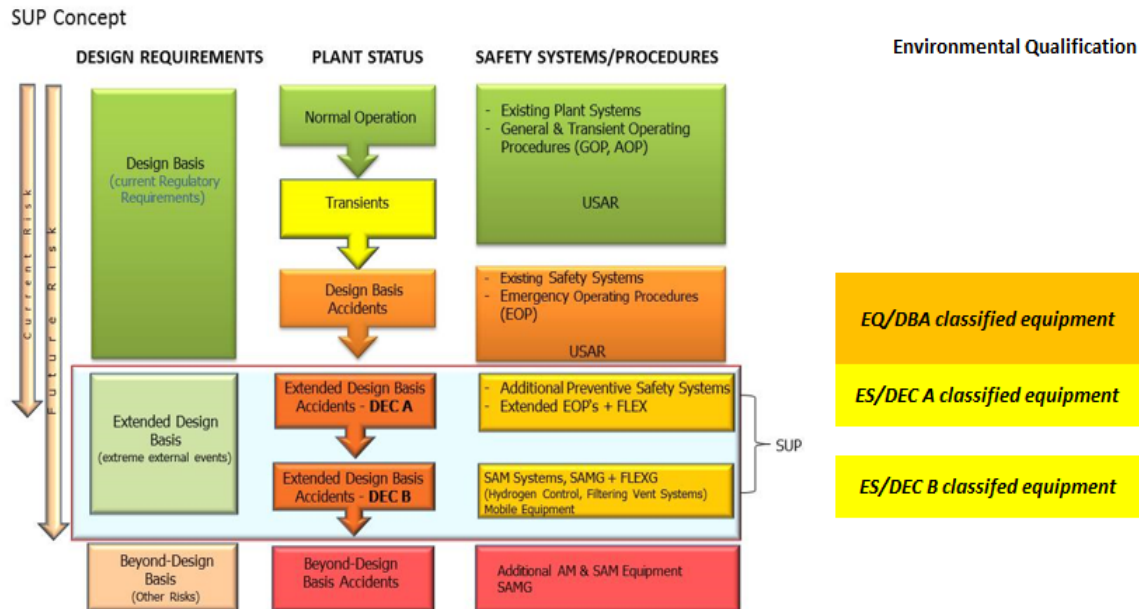 SUP Concept
DESIGN REQUIREMENTS
PLANT STATUS
SAFETY SYSTEMS/PROCEDURES
Environmental Qualification
Current Risk
Future Risk
Design Basis
(current Regulatory
Requirements)
Normal Operation
- Existing Plant Systems
- General & Transient Operating
Procedures (GOP, AOP)
USAR
Transients
Design Basis
Accidents
- Existing Safety Systems
- Emergency Operating Procedures
(EOP)
USAR
EQ/DBA classified equipment
Extended Design
Basis
(extreme external events)
Extended Design Basis
Accidents - DEC A
- Additional Preventive Safety Systems
- Extended EOP's + FLEX
ES/DEC A classified equipment
SUP
Extended Design Basis
Accidents - DEC B
SAM Systems, SAMG + FLEXG
(Hydrogen Control, Filtering Vent Systems)
Mobile Equipment
ES/DEC B classifed equipment
Beyond-Design
Basis
(Other Risks)
Beyond-Design
Basis Accidents
Additional AM & SAM Equipment
SAMG